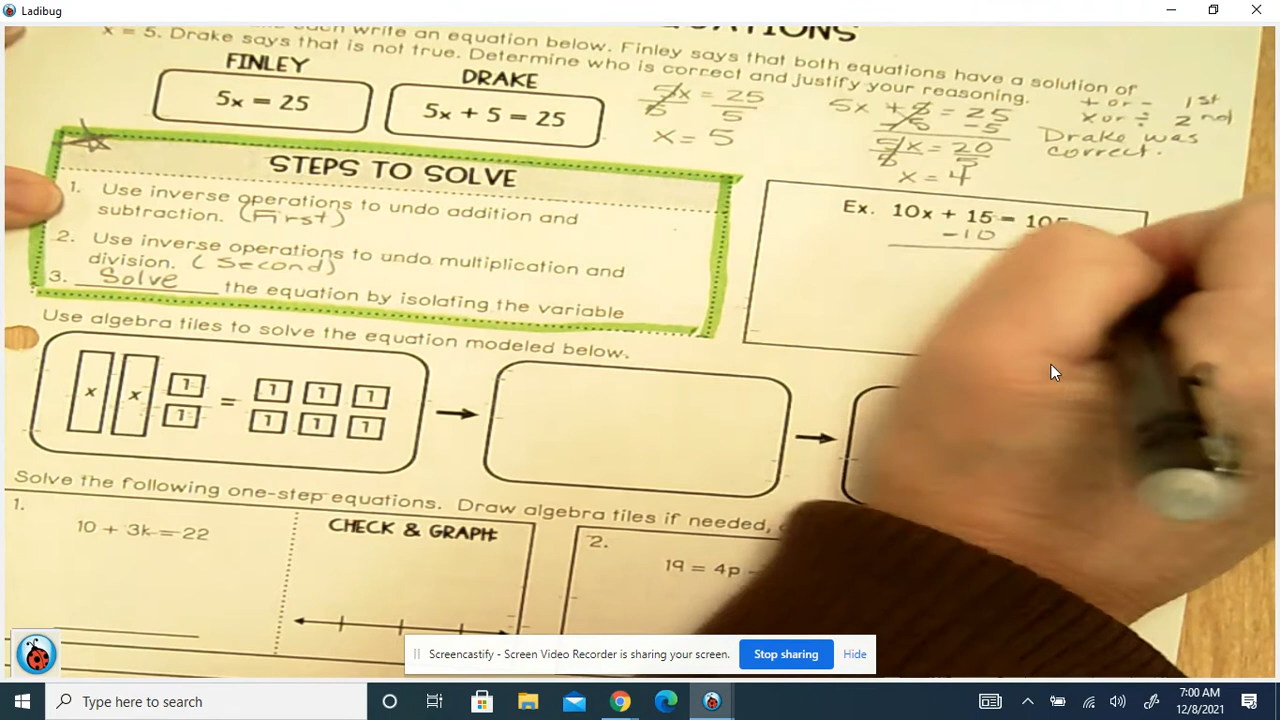 Ladibug
EQUATIONS
write an equation below. Finley says that both equations have a solution of
x = 5. Drake says that is not true. Determine who is correct and justify your reasoning.
FINLEY
5x = 25
DRAKE
5x + 5 = 25
5x = 25
5 5
x = 5
5x + 5 = 25
-5 -5
5x = 20
5 5
x = 4
+ or - 1st
x or ÷ 2nd
Drake was
correct.
STEPS TO SOLVE
1. Use inverse operations to undo addition and
subtraction. (First)
2. Use inverse operations to undo multiplication and
division. (Second)
3. Solve the equation by isolating the variable
Ex. 10x + 15 = 105
-10
Use algebra tiles to solve the equation modeled below.
x x 1 = 1 1 1
1 1 1 1
Solve the following one-step equations. Draw algebra tiles if needed,
1.
10 + 3k = 22
CHECK & GRAPH
2.
19 = 4p -
Screencastify - Screen Video Recorder is sharing your screen.
Stop sharing
Hide
Type here to search
7:00 AM
12/8/2021